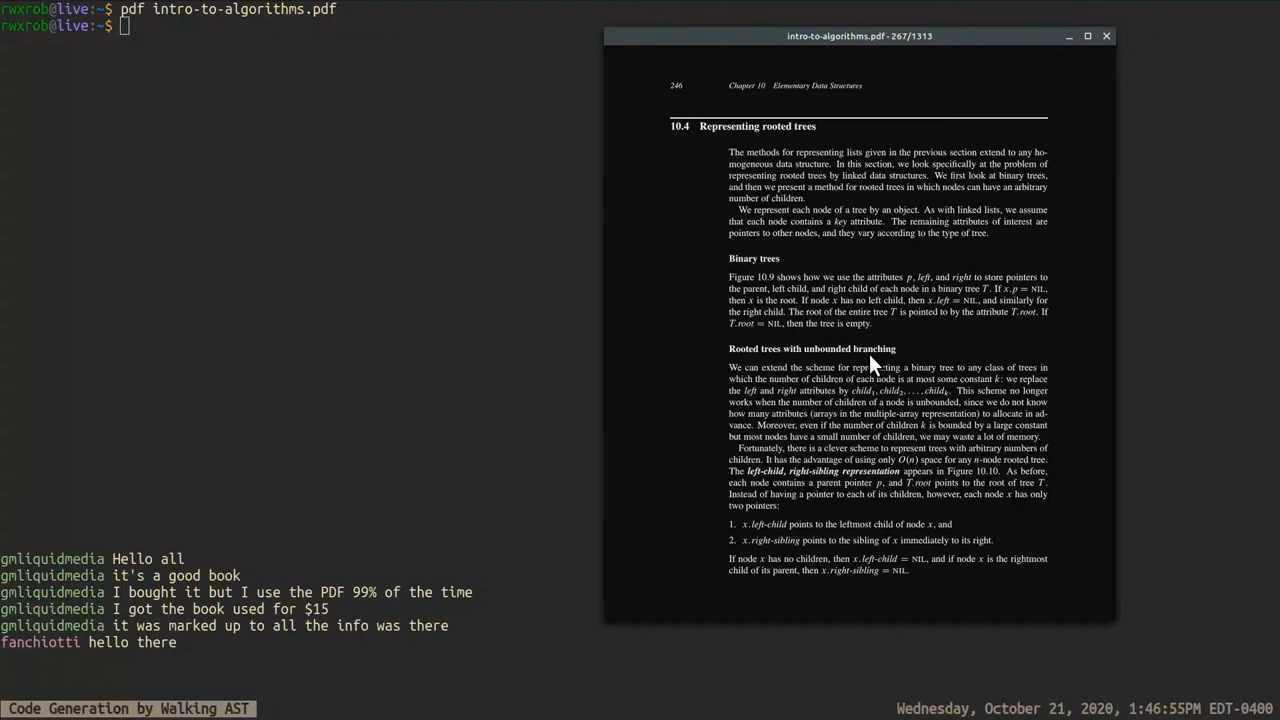 rwxrob@live:~$ pdf intro-to-algorithms.pdf
rwxrob@live:~$
intro-to-algorithms.pdf - 267/1313
246 Chapter 10 Elementary Data Structures
10.4 Representing rooted trees
The methods for representing lists given in the previous section extend to any ho-
mogeneous data structure. In this section, we look specifically at the problem of
representing rooted trees by linked data structures. We first look at binary trees,
and then we present a method for rooted trees in which nodes can have an arbitrary
number of children.
We represent each node of a tree by an object. As with linked lists, we assume
that each node contains a key attribute. The remaining attributes of interest are
pointers to other nodes, and they vary according to the type of tree.
Binary trees
Figure 10.9 shows how we use the attributes p, left, and right to store pointers to
the parent, left child, and right child of each node in a binary tree T. If x.p = NIL,
then x is the root. If node x has no left child, then x.left = NIL, and similarly for
the right child. The root of the entire tree T is pointed to by the attribute T.root. If
T.root = NIL, then the tree is empty.
Rooted trees with unbounded branching
We can extend the scheme for representing a binary tree to any class of trees in
which the number of children of each node is at most some constant k: we replace
the left and right attributes by child1, child2, . . . , childk. This scheme no longer
works when the number of children of a node is unbounded, since we do not know
how many attributes (arrays in the multiple-array representation) to allocate in ad-
vance. Moreover, even if the number of children k is bounded by a large constant
but most nodes have a small number of children, we may waste a lot of memory.
Fortunately, there is a clever scheme to represent trees with arbitrary numbers of
children. It has the advantage of using only O(n) space for any n-node rooted tree.
The left-child, right-sibling representation appears in Figure 10.10. As before,
each node contains a parent pointer p, and T.root points to the root of tree T.
Instead of having a pointer to each of its children, however, each node x has only
two pointers:
1. x.left-child points to the leftmost child of node x, and
2. x.right-sibling points to the sibling of x immediately to its right.
If node x has no children, then x.left-child = NIL, and if node x is the rightmost
child of its parent, then x.right-sibling = NIL.
gmliquidmedia Hello all
gmliquidmedia it's a good book
gmliquidmedia I bought it but I use the PDF 99% of the time
gmliquidmedia I got the book used for $15
gmliquidmedia it was marked up to all the info was there
fanchiotti hello there
Code Generation by Walking AST
Wednesday, October 21, 2020, 1:46:55PM EDT-0400